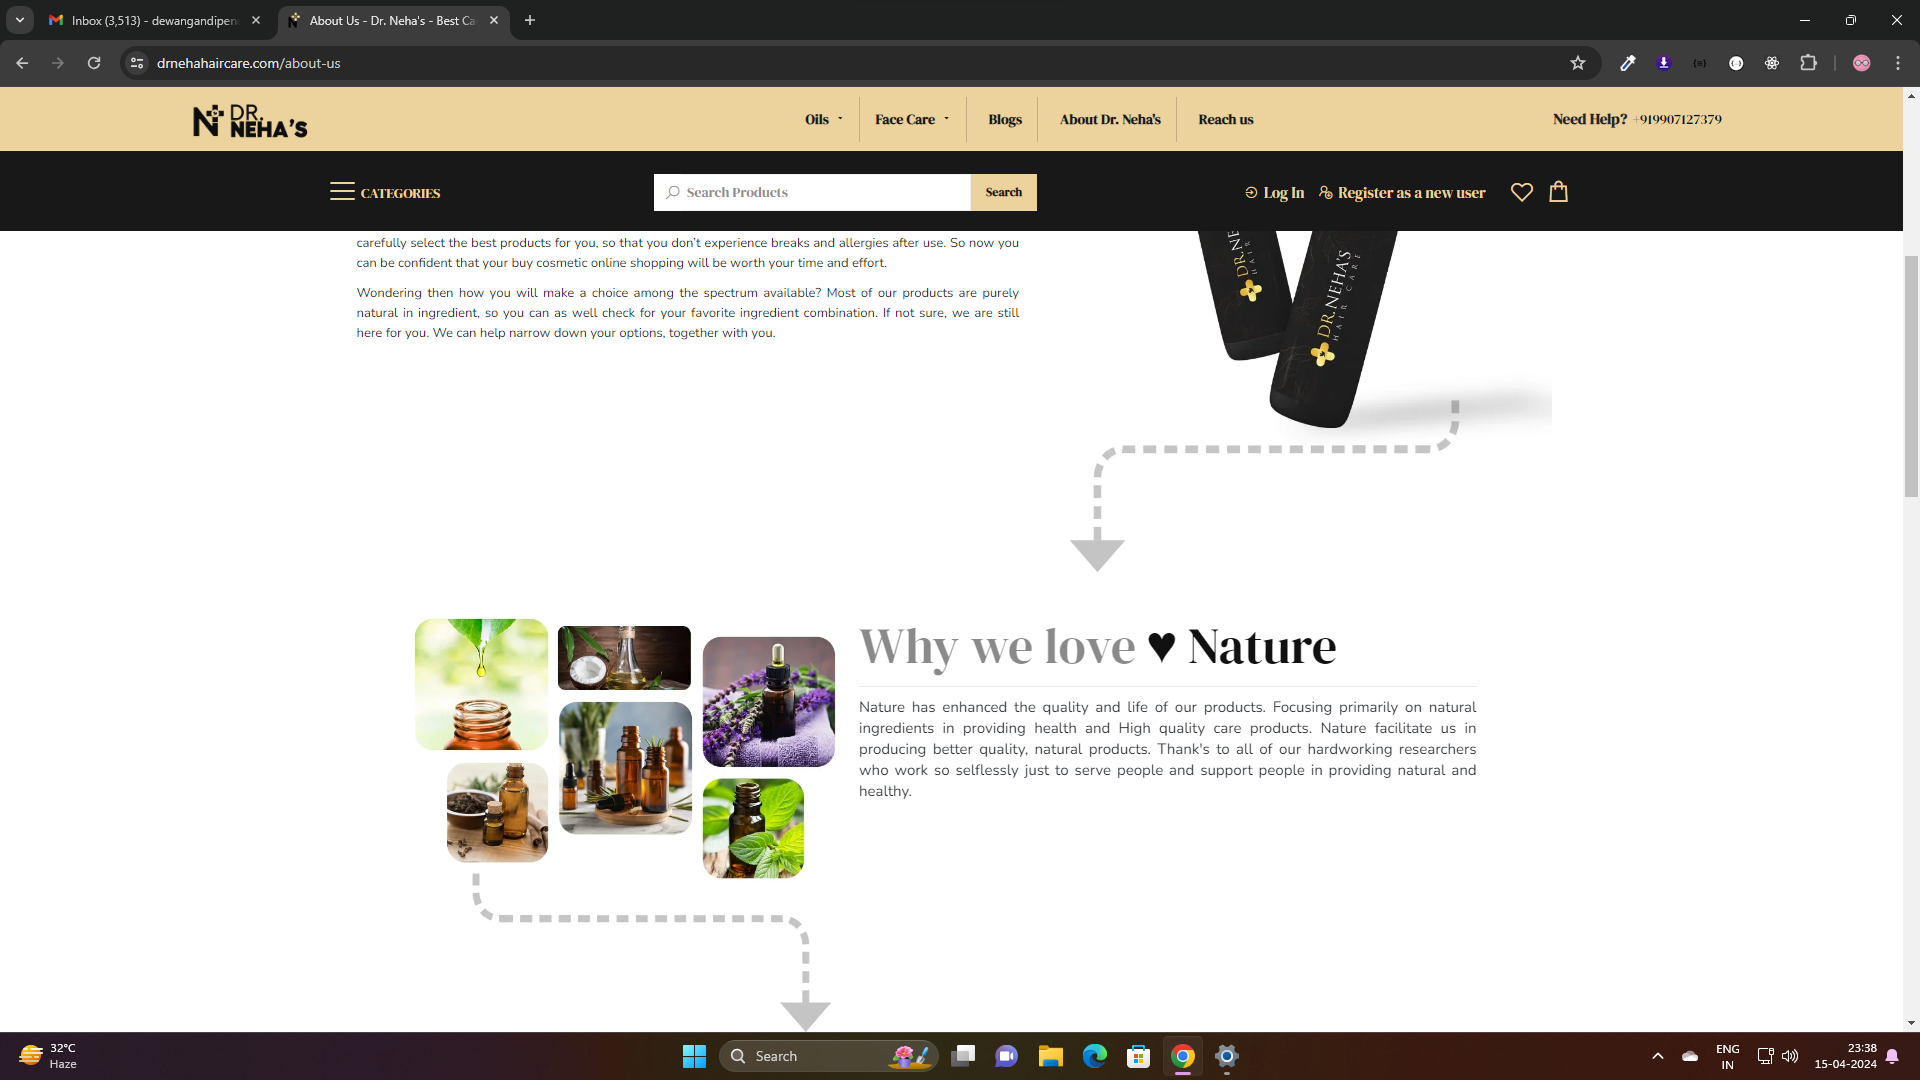 Inbox (3,513) - dewangandipen
About Us - Dr. Neha's - Best Ca
drnehahaircare.com/about-us
DR.
NEHA'S
Oils
Face Care
Blogs
About Dr. Neha's
Reach us
Need Help? +919907127379
CATEGORIES
Search Products
Search
Log In
Register as a new user
carefully select the best products for you, so that you don't experience breaks and allergies after use. So now you
can be confident that your buy cosmetic online shopping will be worth your time and effort.
Wondering then how you will make a choice among the spectrum available? Most of our products are purely
natural in ingredient, so you can as well check for your favorite ingredient combination. If not sure, we are still
here for you. We can help narrow down your options, together with you.
DR.NE
HAIR
DR.NEHA'S
HAIR CARE
Why we love ♥ Nature
Nature has enhanced the quality and life of our products. Focusing primarily on natural
ingredients in providing health and High quality care products. Nature facilitate us in
producing better quality, natural products. Thank's to all of our hardworking researchers
who work so selflessly just to serve people and support people in providing natural and
healthy.
32°C
Haze
Search
ENG
IN
23:38
15-04-2024